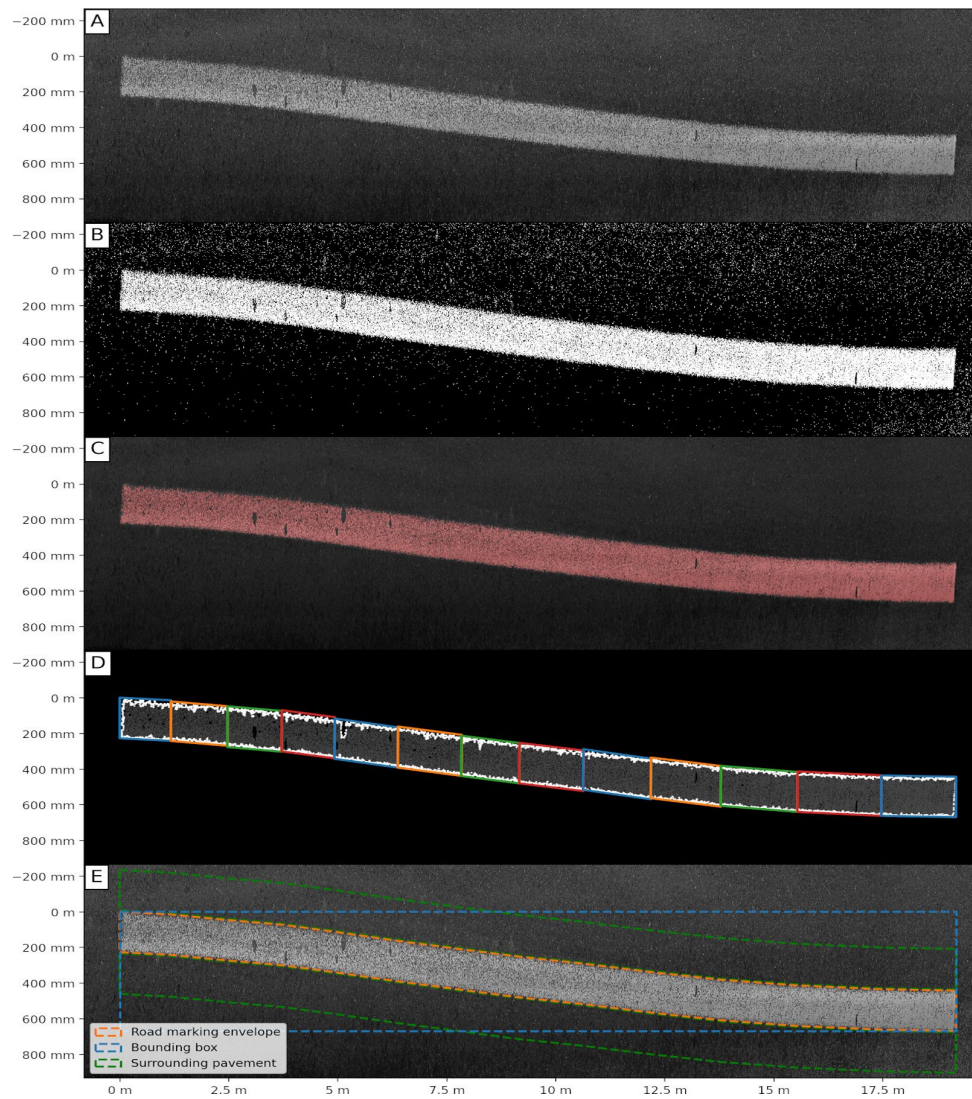 A
−200 mm
0 m
200 mm
400 mm
600 mm
800 mm
B
0 m
200 mm
400 mm
600 mm
800 mm
C
−200 mm
0 m
200 mm
400 mm
600 mm
800 mm
D
−200 mm
0 m
200 mm
400 mm
600 mm
800 mm
E
−200 mm
0 m
200 mm
400 mm
600 mm
800 mm
Road marking envelope
Bounding box
Surrounding pavement
0 m 2.5 m 5 m 7.5 m 10 m 12.5 m 15 m 17.5 m